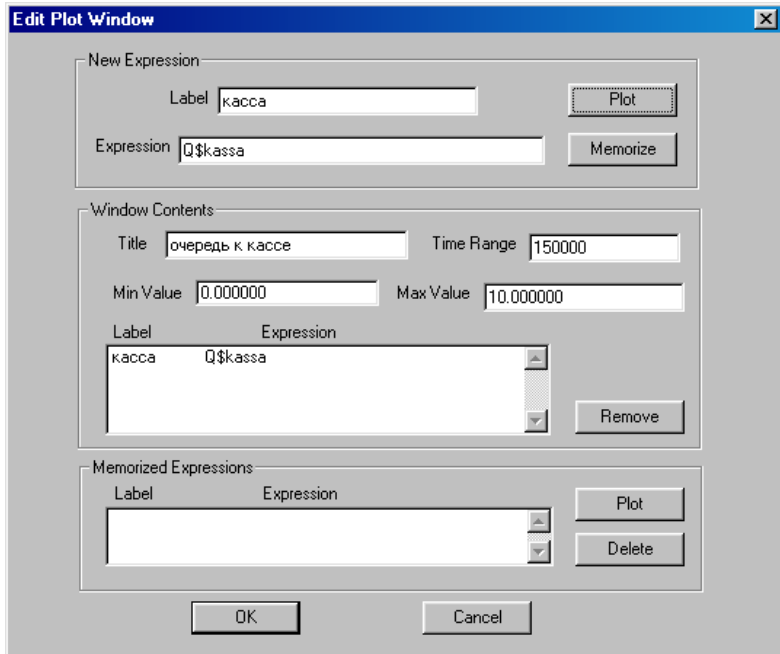 Edit Plot Window
New Expression
Label касса Plot
Expression Q$kassa Memorize
Window Contents
Title очередь к кассе Time Range 150000
Min Value 0.000000 Max Value 10.000000
Label Expression
касса Q$kassa
Remove
Memorized Expressions
Label Expression
Plot
Delete
OK Cancel